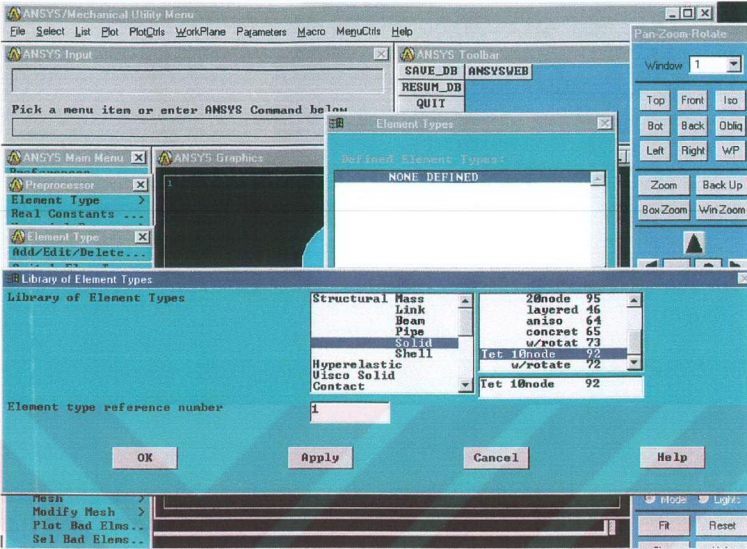 ANSYS/Mechanical Utility Menu
File Select List Plot PlotCtrls WorkPlane Parameters Macro MenuCtrls Help
Pan-Zoom-Rotate
ANSYS Input
ANSYS Toolbar
Window 1
SAVE_DB ANSYSWEB
RESUM_DB
QUIT
Pick a menu item or enter ANSYS Command below
Top Front Iso
Bot Back Obliq
Left Right WP
Element Types
Defined Element Types:
NONE DEFINED
ANSYS Main Menu
ANSYS Graphics
Preferences
1
Preprocessor
Element Type >
Real Constants ...
Zoom Back Up
Box Zoom Win Zoom
Element Type
Add/Edit/Delete...
Library of Element Types
Library of Element Types
Structural Mass
Link
Beam
Pipe
Solid
Shell
Hyperelastic
Visco Solid
Contact
20node 95
layered 46
aniso 64
concret 65
w/rotat 73
Tet 10node 92
w/rotate 72
Tet 10node 92
Element type reference number
1
OK Apply Cancel Help
Mesh >
Modify Mesh >
Plot Bad Elms..
Sel Bad Elems..
Model Lights
Fit Reset